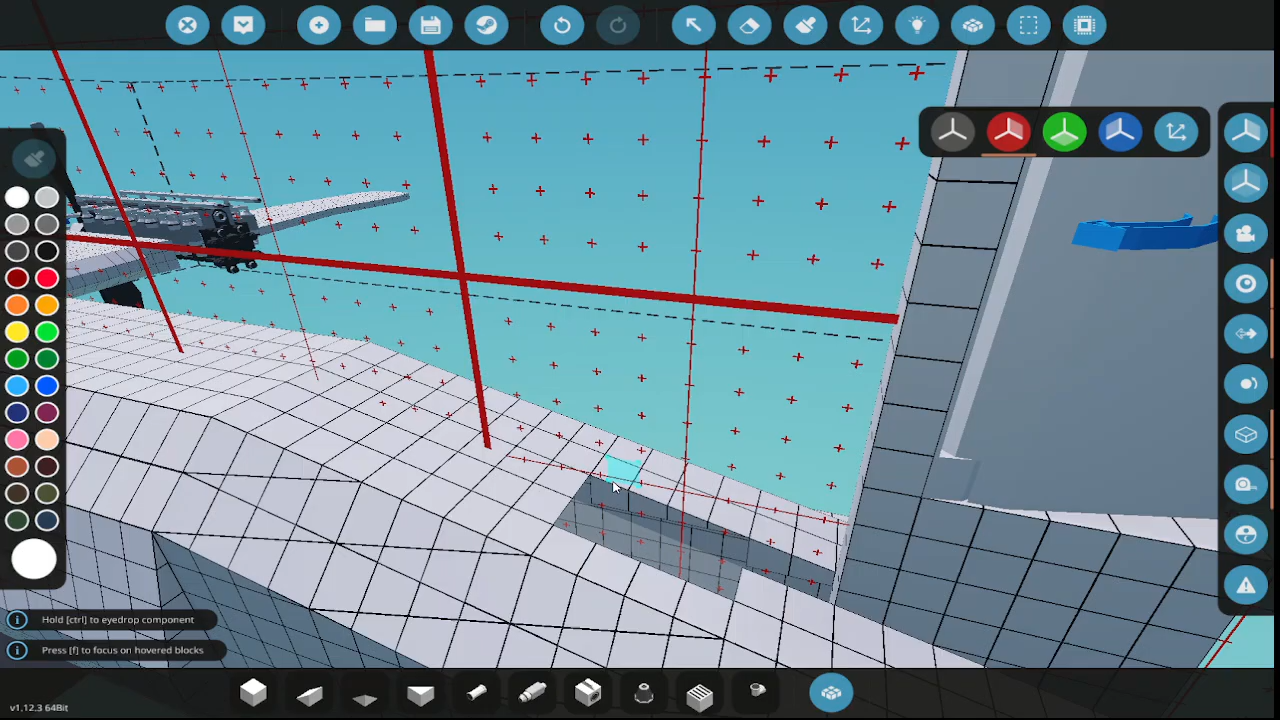 Hold [ctrl] to eyedrop component
Press [f] to focus on hovered blocks
v1.12.3 64Bit